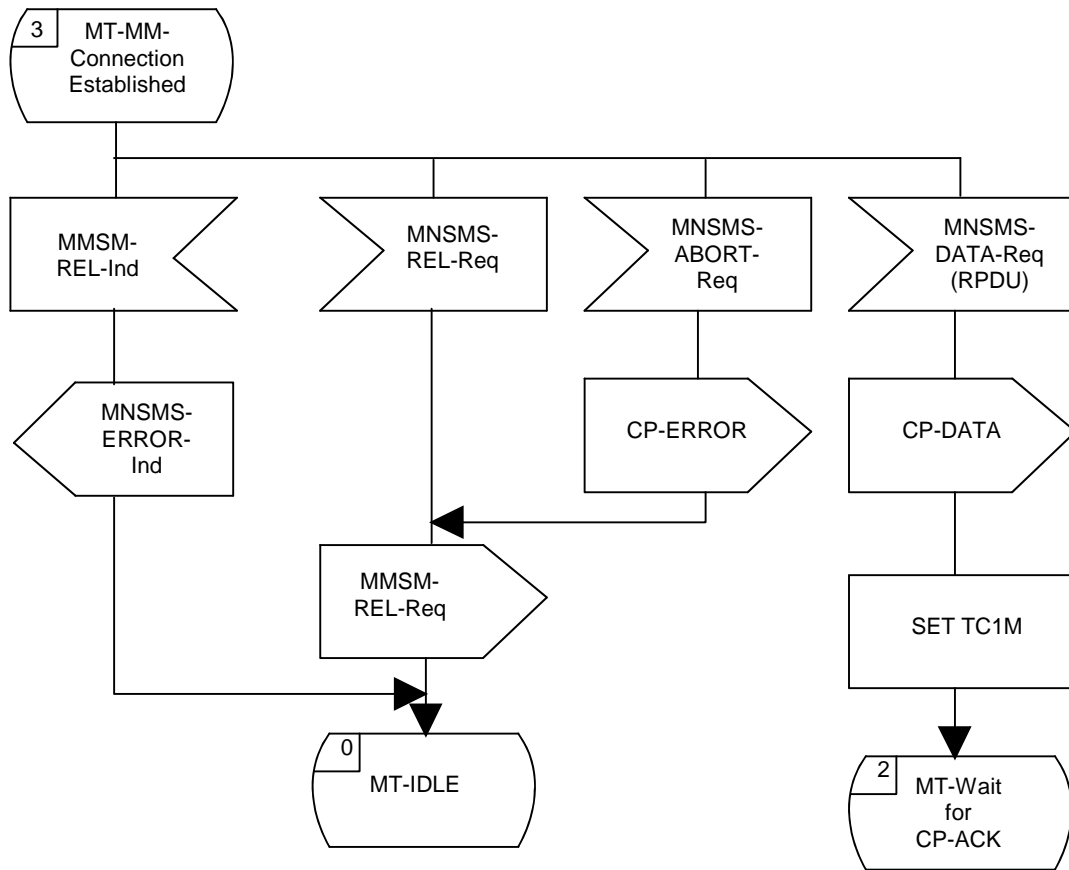 3
MT-MM-
Connection
Established
MMSM-
REL-Ind
MNSMS-
REL-Req
MNSMS-
ABORT-
Req
MNSMS-
DATA-Req
(RPDU)
MNSMS-
ERROR-
Ind
CP-ERROR
CP-DATA
MMSM-
REL-Req
SET TC1M
0
MT-IDLE
2
MT-Wait
for
CP-ACK